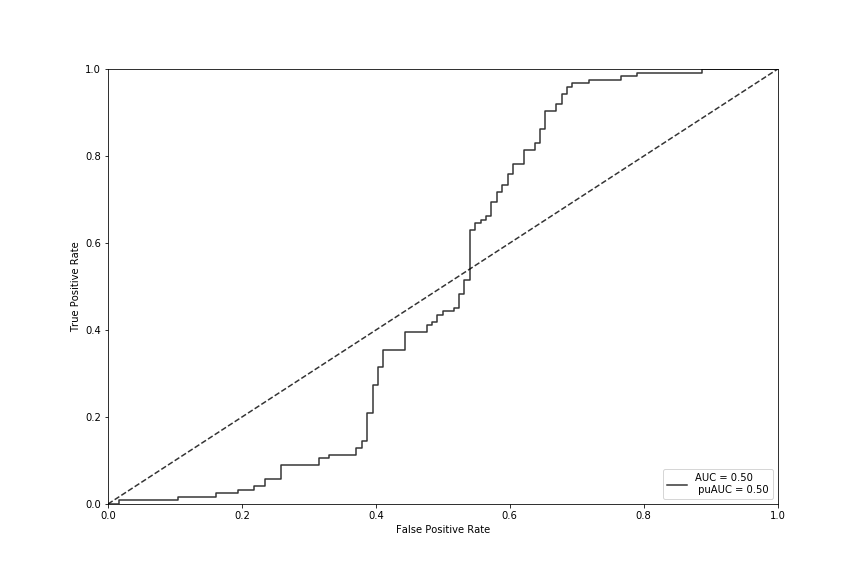 1.0
0.8
0.6
0.4
0.2
0.0
True Positive Rate
0.0 0.2 0.4 0.6 0.8 1.0
False Positive Rate
AUC = 0.50
puAUC = 0.50